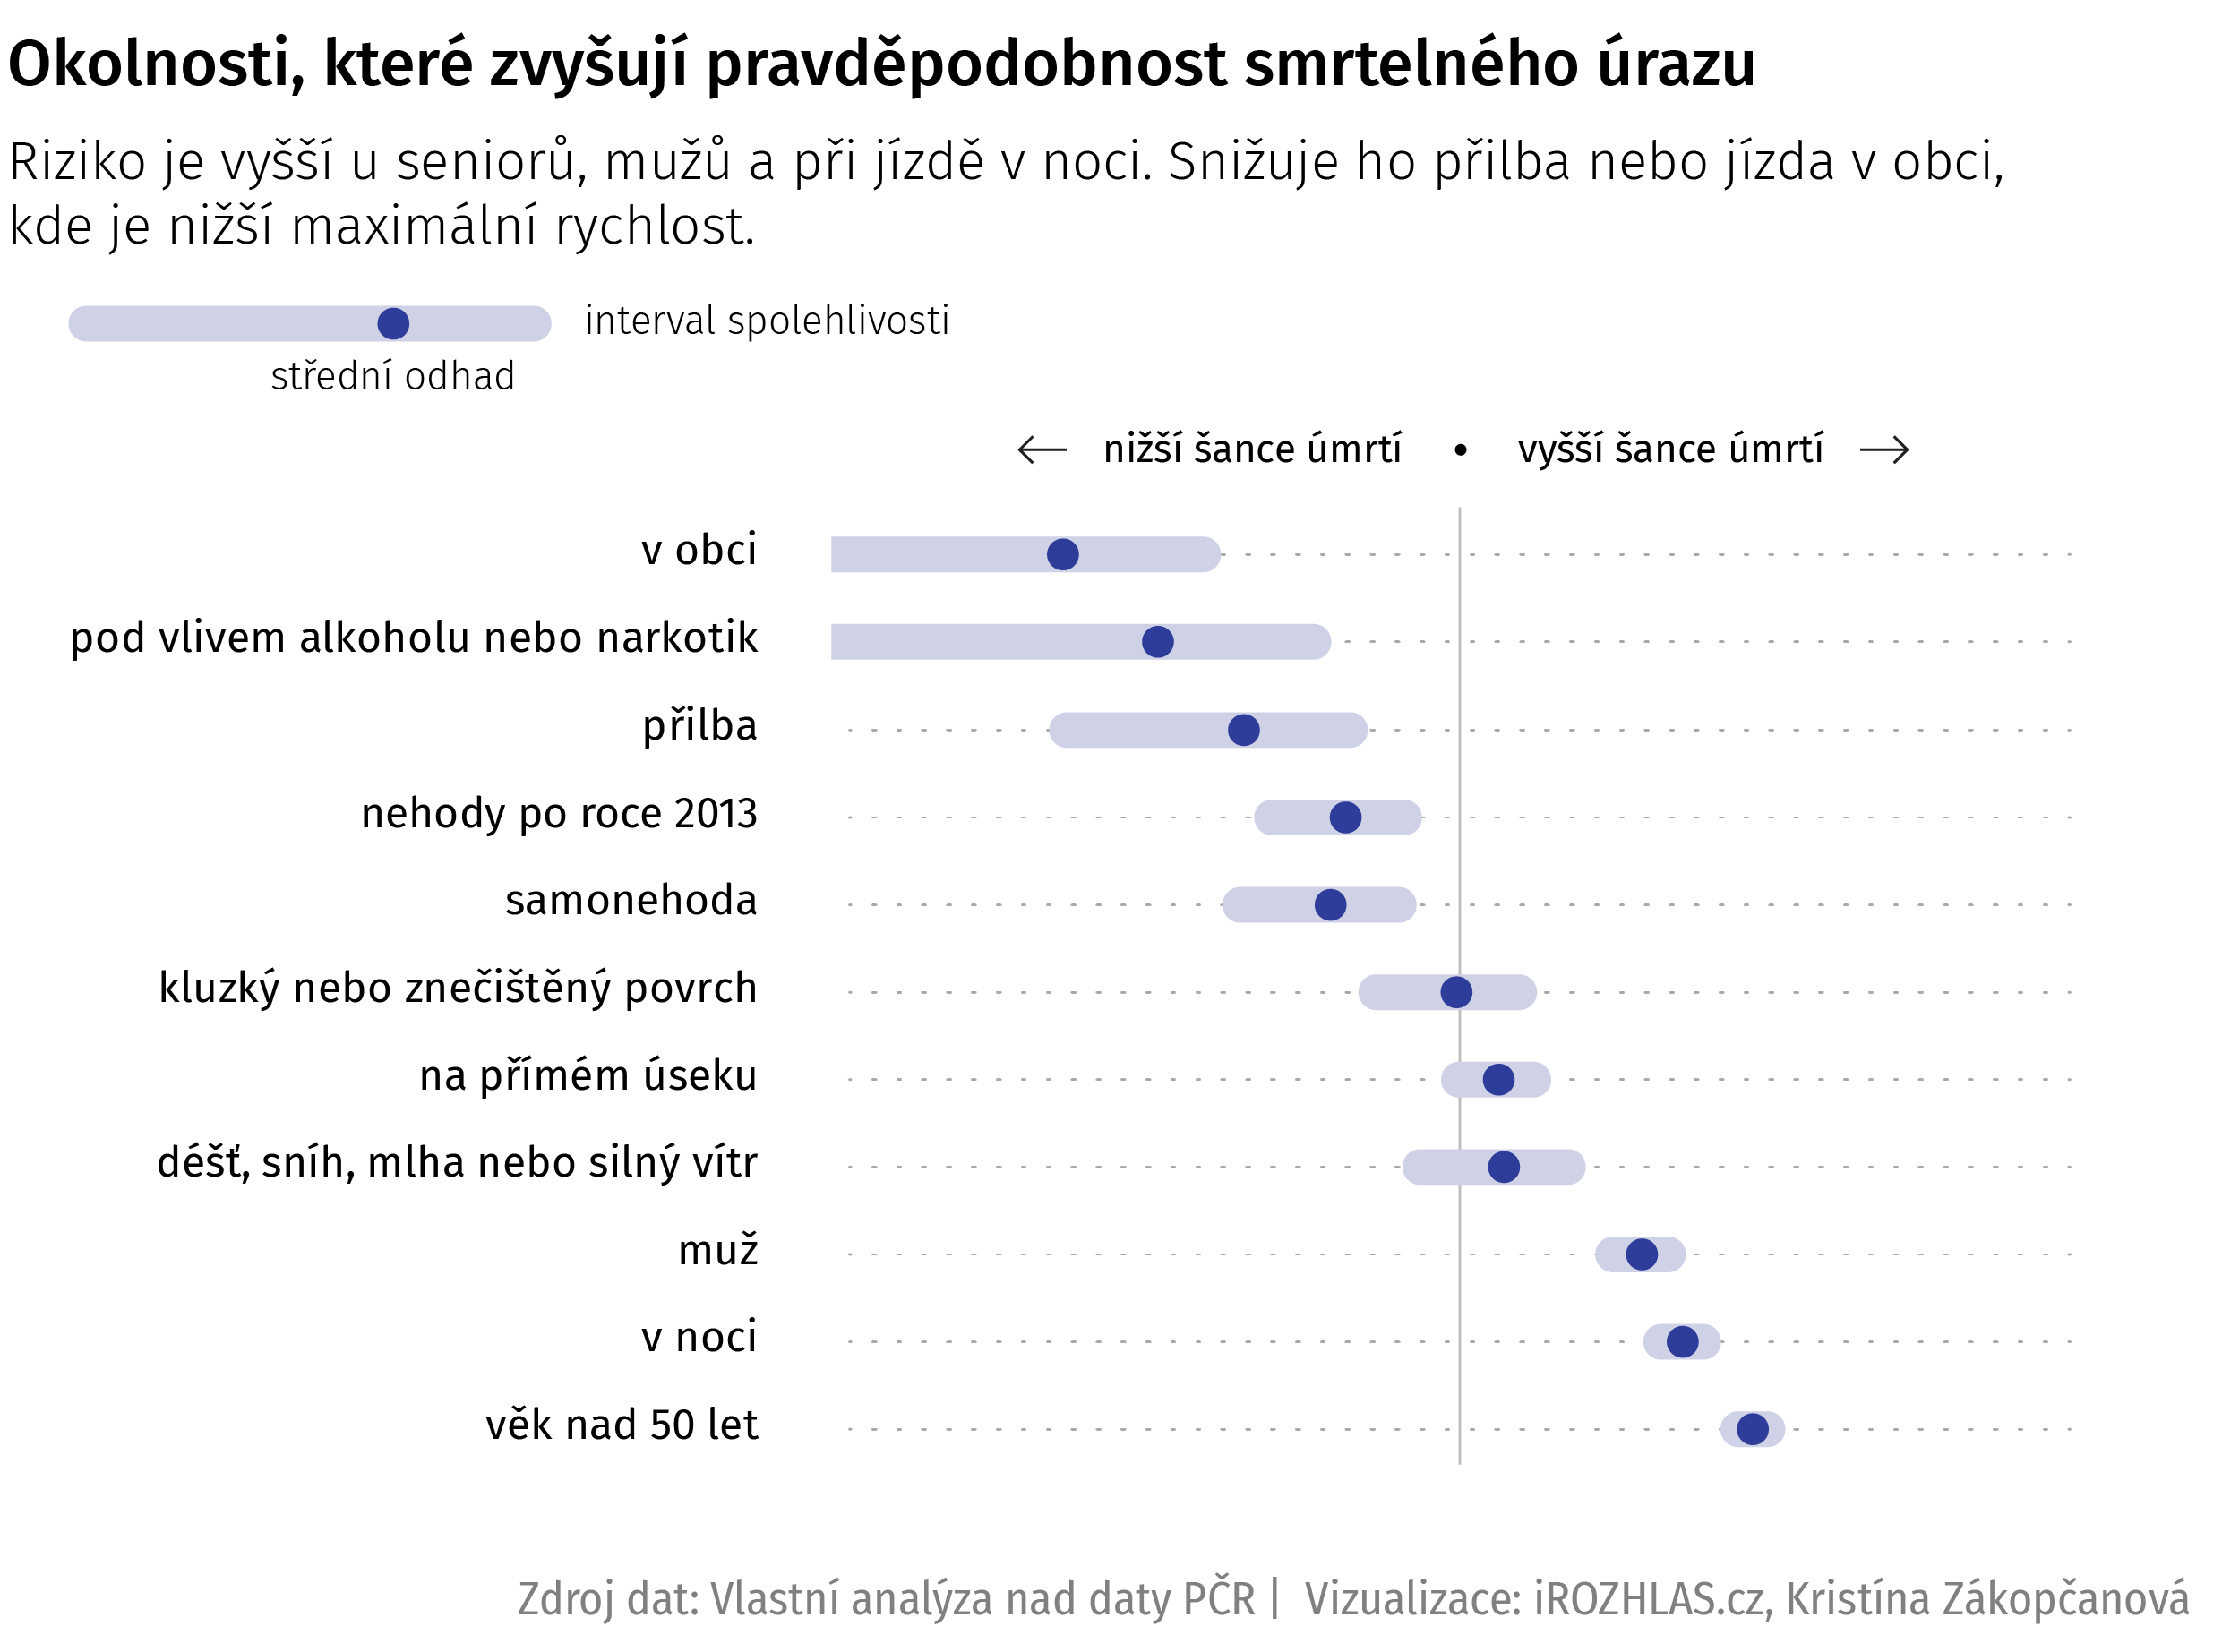 Okolnosti, které zvyšují pravděpodobnost smrtelného úrazu
Riziko je vyšší u seniorů, mužů a při jízdě v noci. Snižuje ho přilba nebo jízda v obci,
kde je nižší maximální rychlost.
interval spolehlivosti
střední odhad
← nižší šance úmrtí • vyšší šance úmrtí →
v obci
pod vlivem alkoholu nebo narkotik
přilba
nehody po roce 2013
samonehoda
kluzký nebo znečištěný povrch
na přímém úseku
déšť, sníh, mlha nebo silný vítr
muž
v noci
věk nad 50 let
Zdroj dat: Vlastní analýza nad daty PČR | Vizualizace: iROZHLAS.cz, Kristína Zákopčanová